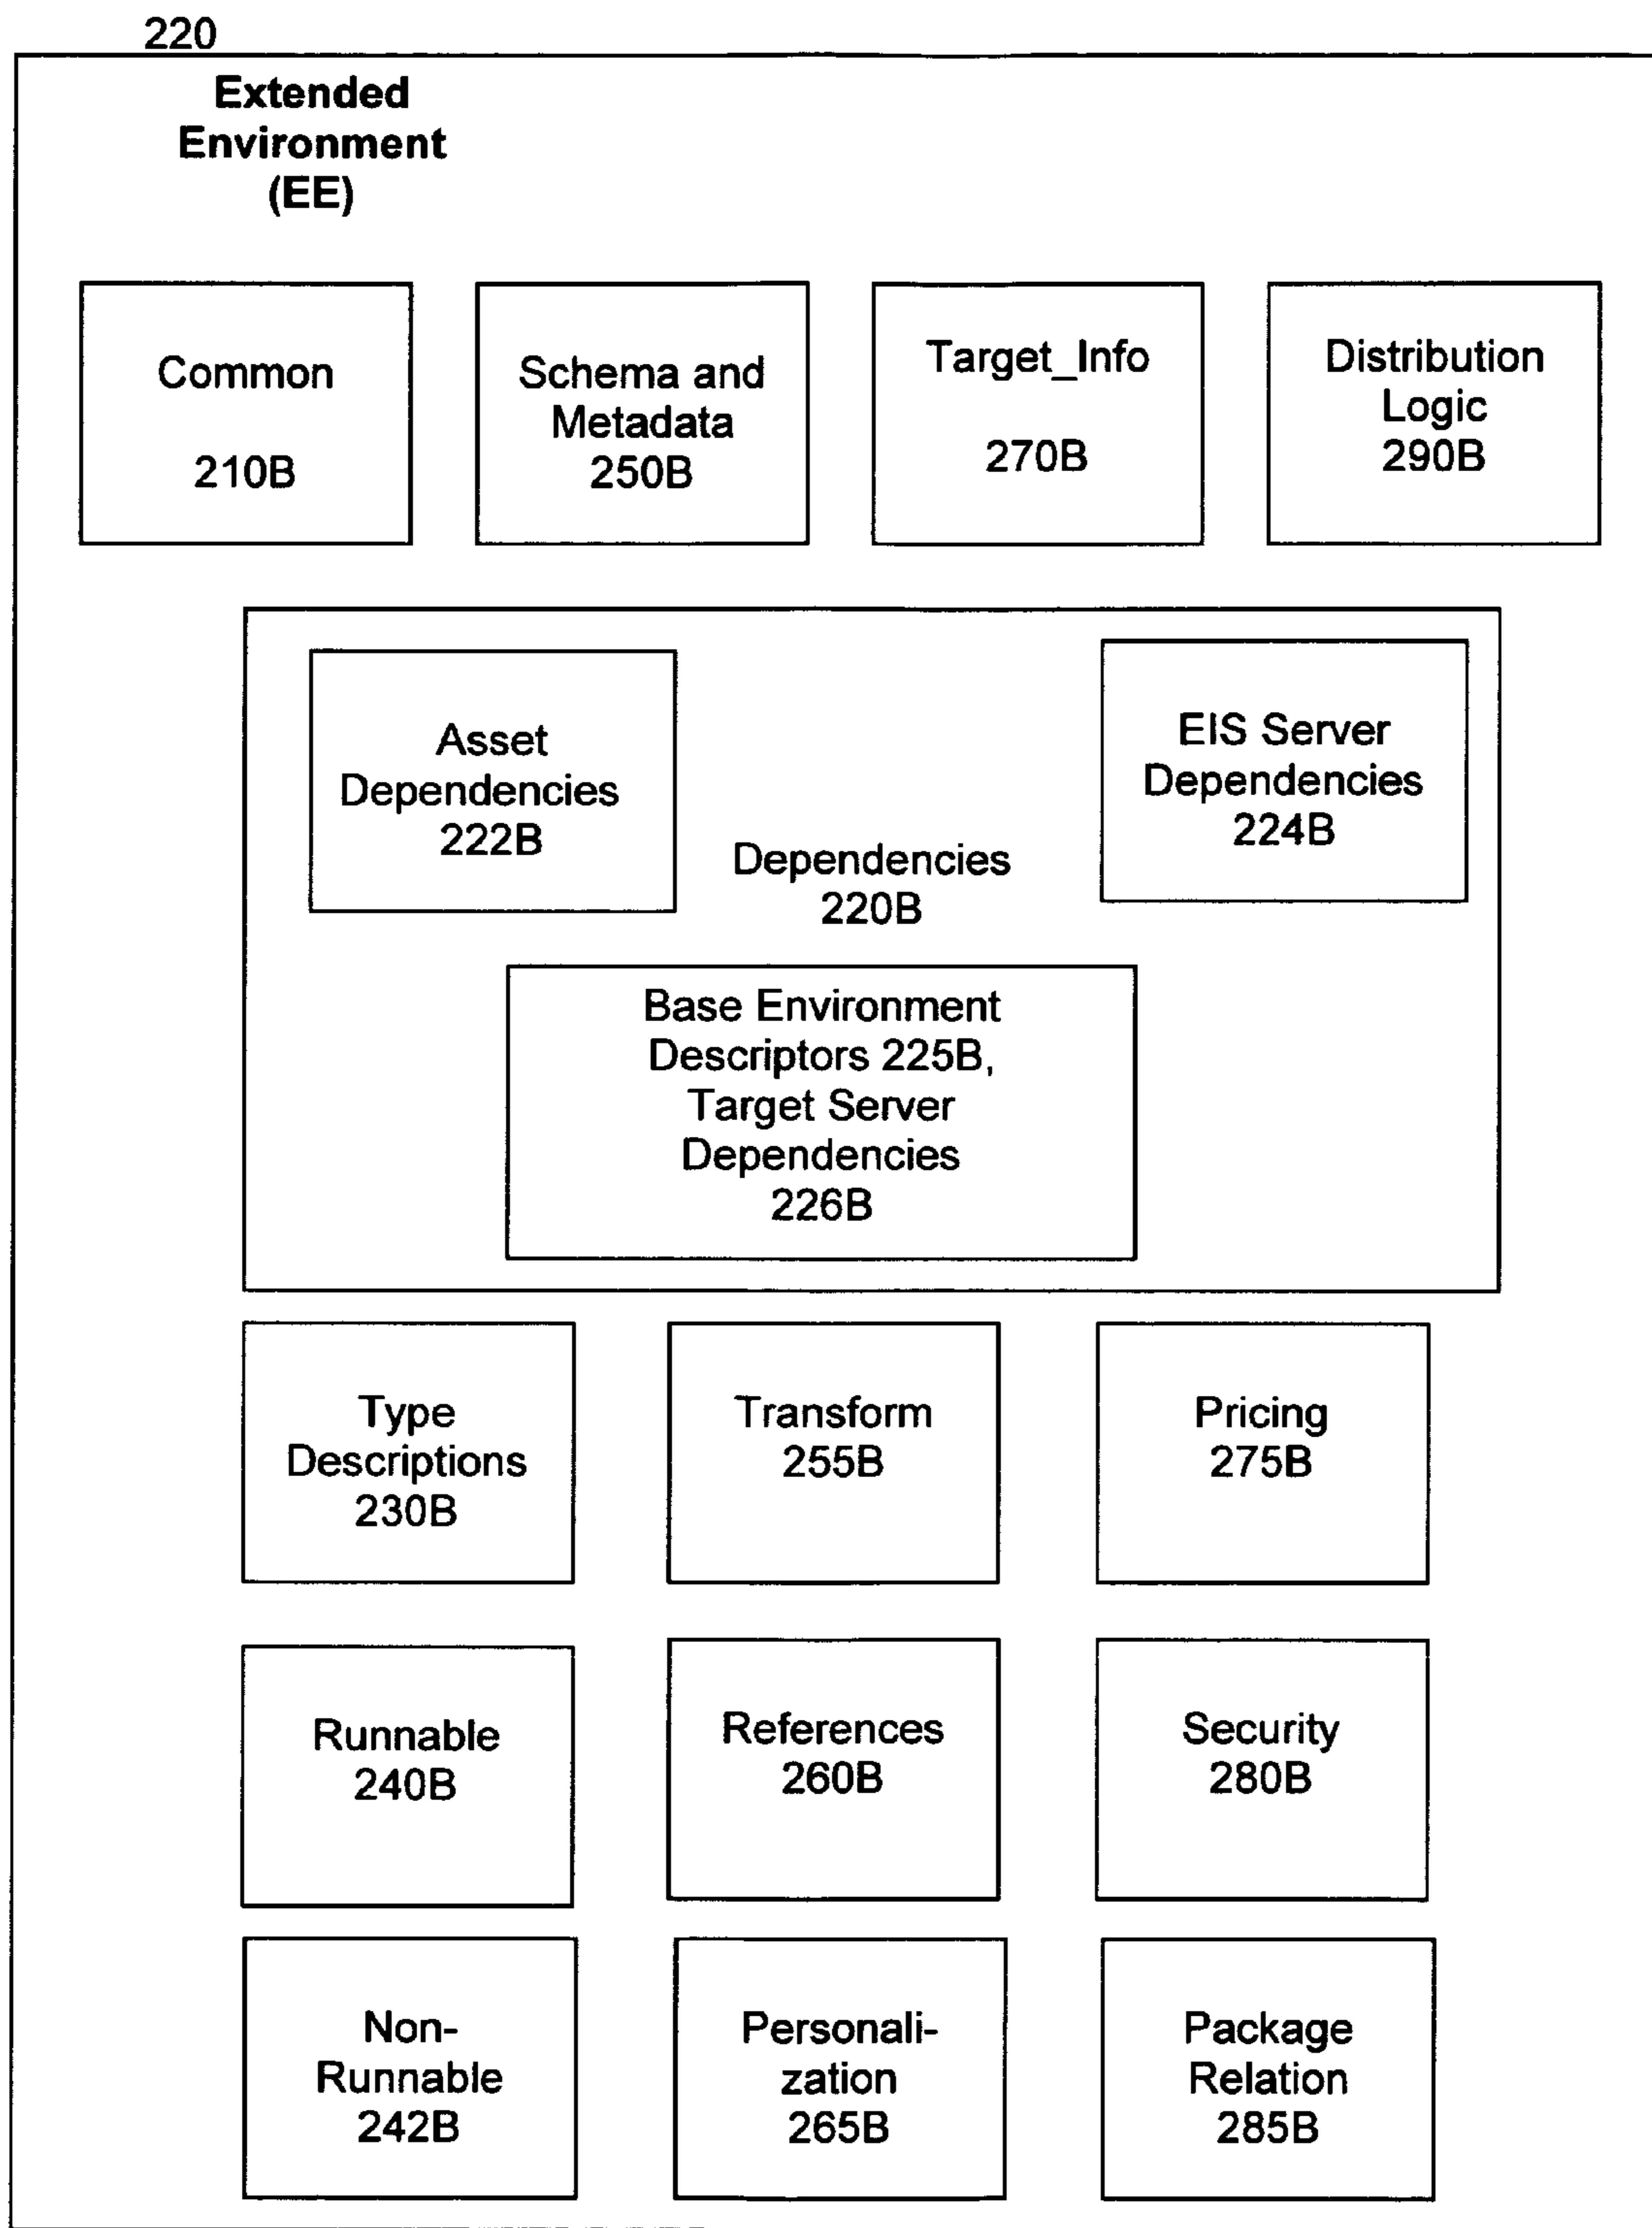 220
Extended
Environment
(EE)
Common
210B
Schema and
Metadata
250B
Target_Info
270B
Distribution
Logic
290B
Asset
Dependencies
222B
EIS Server
Dependencies
224B
Dependencies
220B
Base Environment
Descriptors 225B,
Target Server
Dependencies
226B
Type
Descriptions
230B
Transform
255B
Pricing
275B
Runnable
240B
References
260B
Security
280B
Non-
Runnable
242B
Personali-
zation
265B
Package
Relation
285B